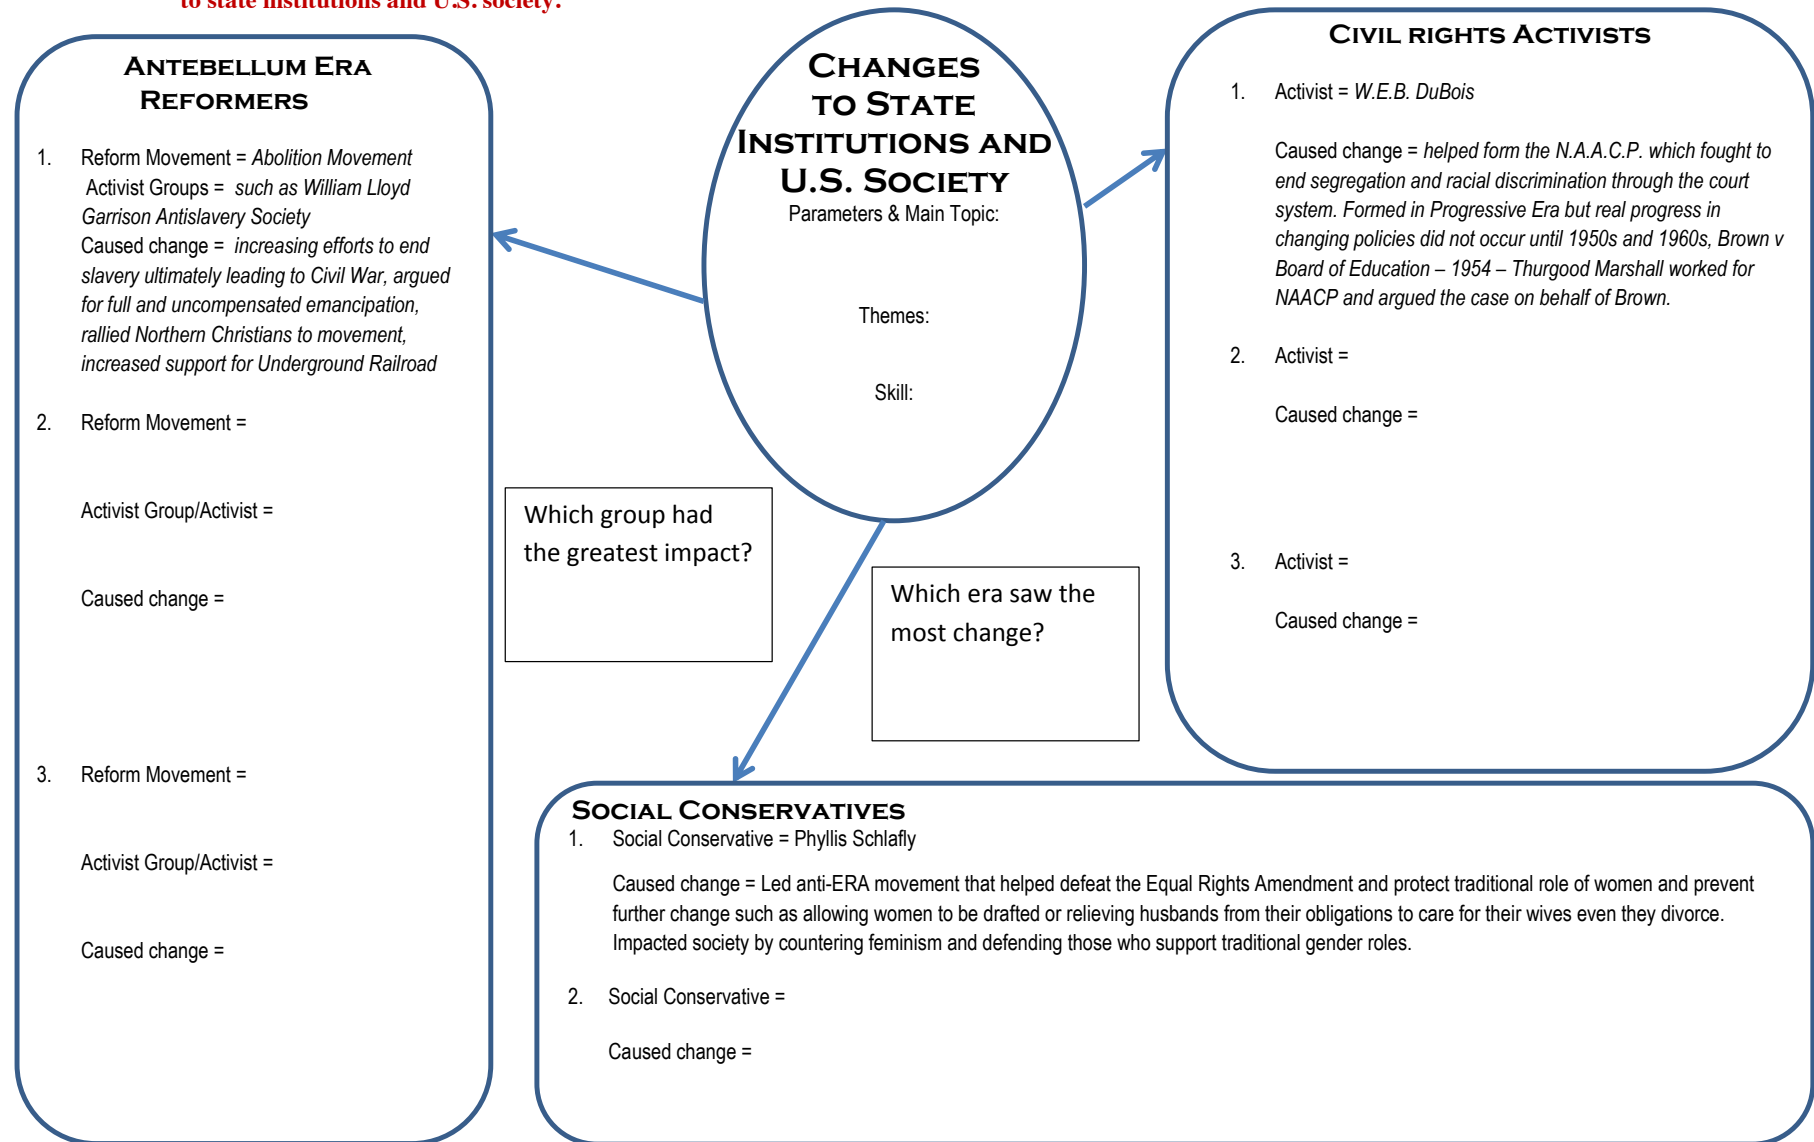 to state institutions and U.S. society.
Antebellum Era
Reformers
1. Reform Movement = Abolition Movement
Activist Groups = such as William Lloyd
Garrison Antislavery Society
Caused change = increasing efforts to end
slavery ultimately leading to Civil War, argued
for full and uncompensated emancipation,
rallied Northern Christians to movement,
increased support for Underground Railroad
2. Reform Movement =
Activist Group/Activist =
Caused change =
3. Reform Movement =
Activist Group/Activist =
Caused change =
Changes
to State
Institutions and
U.S. Society
Parameters & Main Topic:
Themes:
Skill:
Which group had
the greatest impact?
Which era saw the
most change?
Civil rights Activists
1. Activist = W.E.B. DuBois
Caused change = helped form the N.A.A.C.P. which fought to
end segregation and racial discrimination through the court
system. Formed in Progressive Era but real progress in
changing policies did not occur until 1950s and 1960s, Brown v
Board of Education – 1954 – Thurgood Marshall worked for
NAACP and argued the case on behalf of Brown.
2. Activist =
Caused change =
3. Activist =
Caused change =
Social Conservatives
1. Social Conservative = Phyllis Schlafly
Caused change = Led anti-ERA movement that helped defeat the Equal Rights Amendment and protect traditional role of women and prevent
further change such as allowing women to be drafted or relieving husbands from their obligations to care for their wives even they divorce.
Impacted society by countering feminism and defending those who support traditional gender roles.
2. Social Conservative =
Caused change =